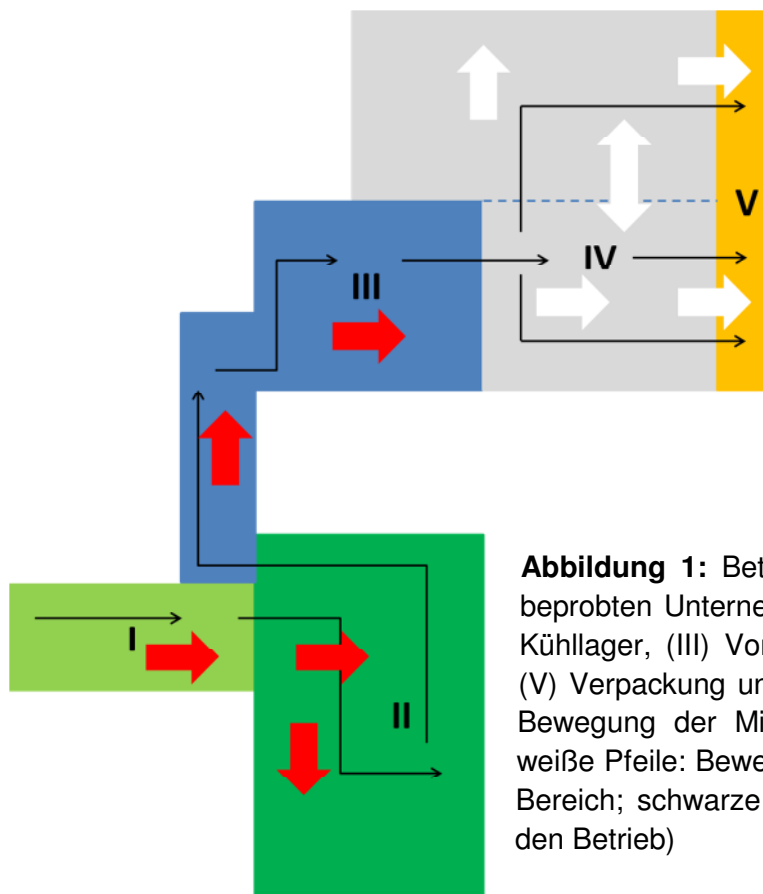 V
IV
III
I
II
Abbildung 1: Bet
beprobten Unterne
Kühllager, (III) Vor
(V) Verpackung un
Bewegung der Mi
weiße Pfeile: Bewe
Bereich; schwarze
den Betrieb)